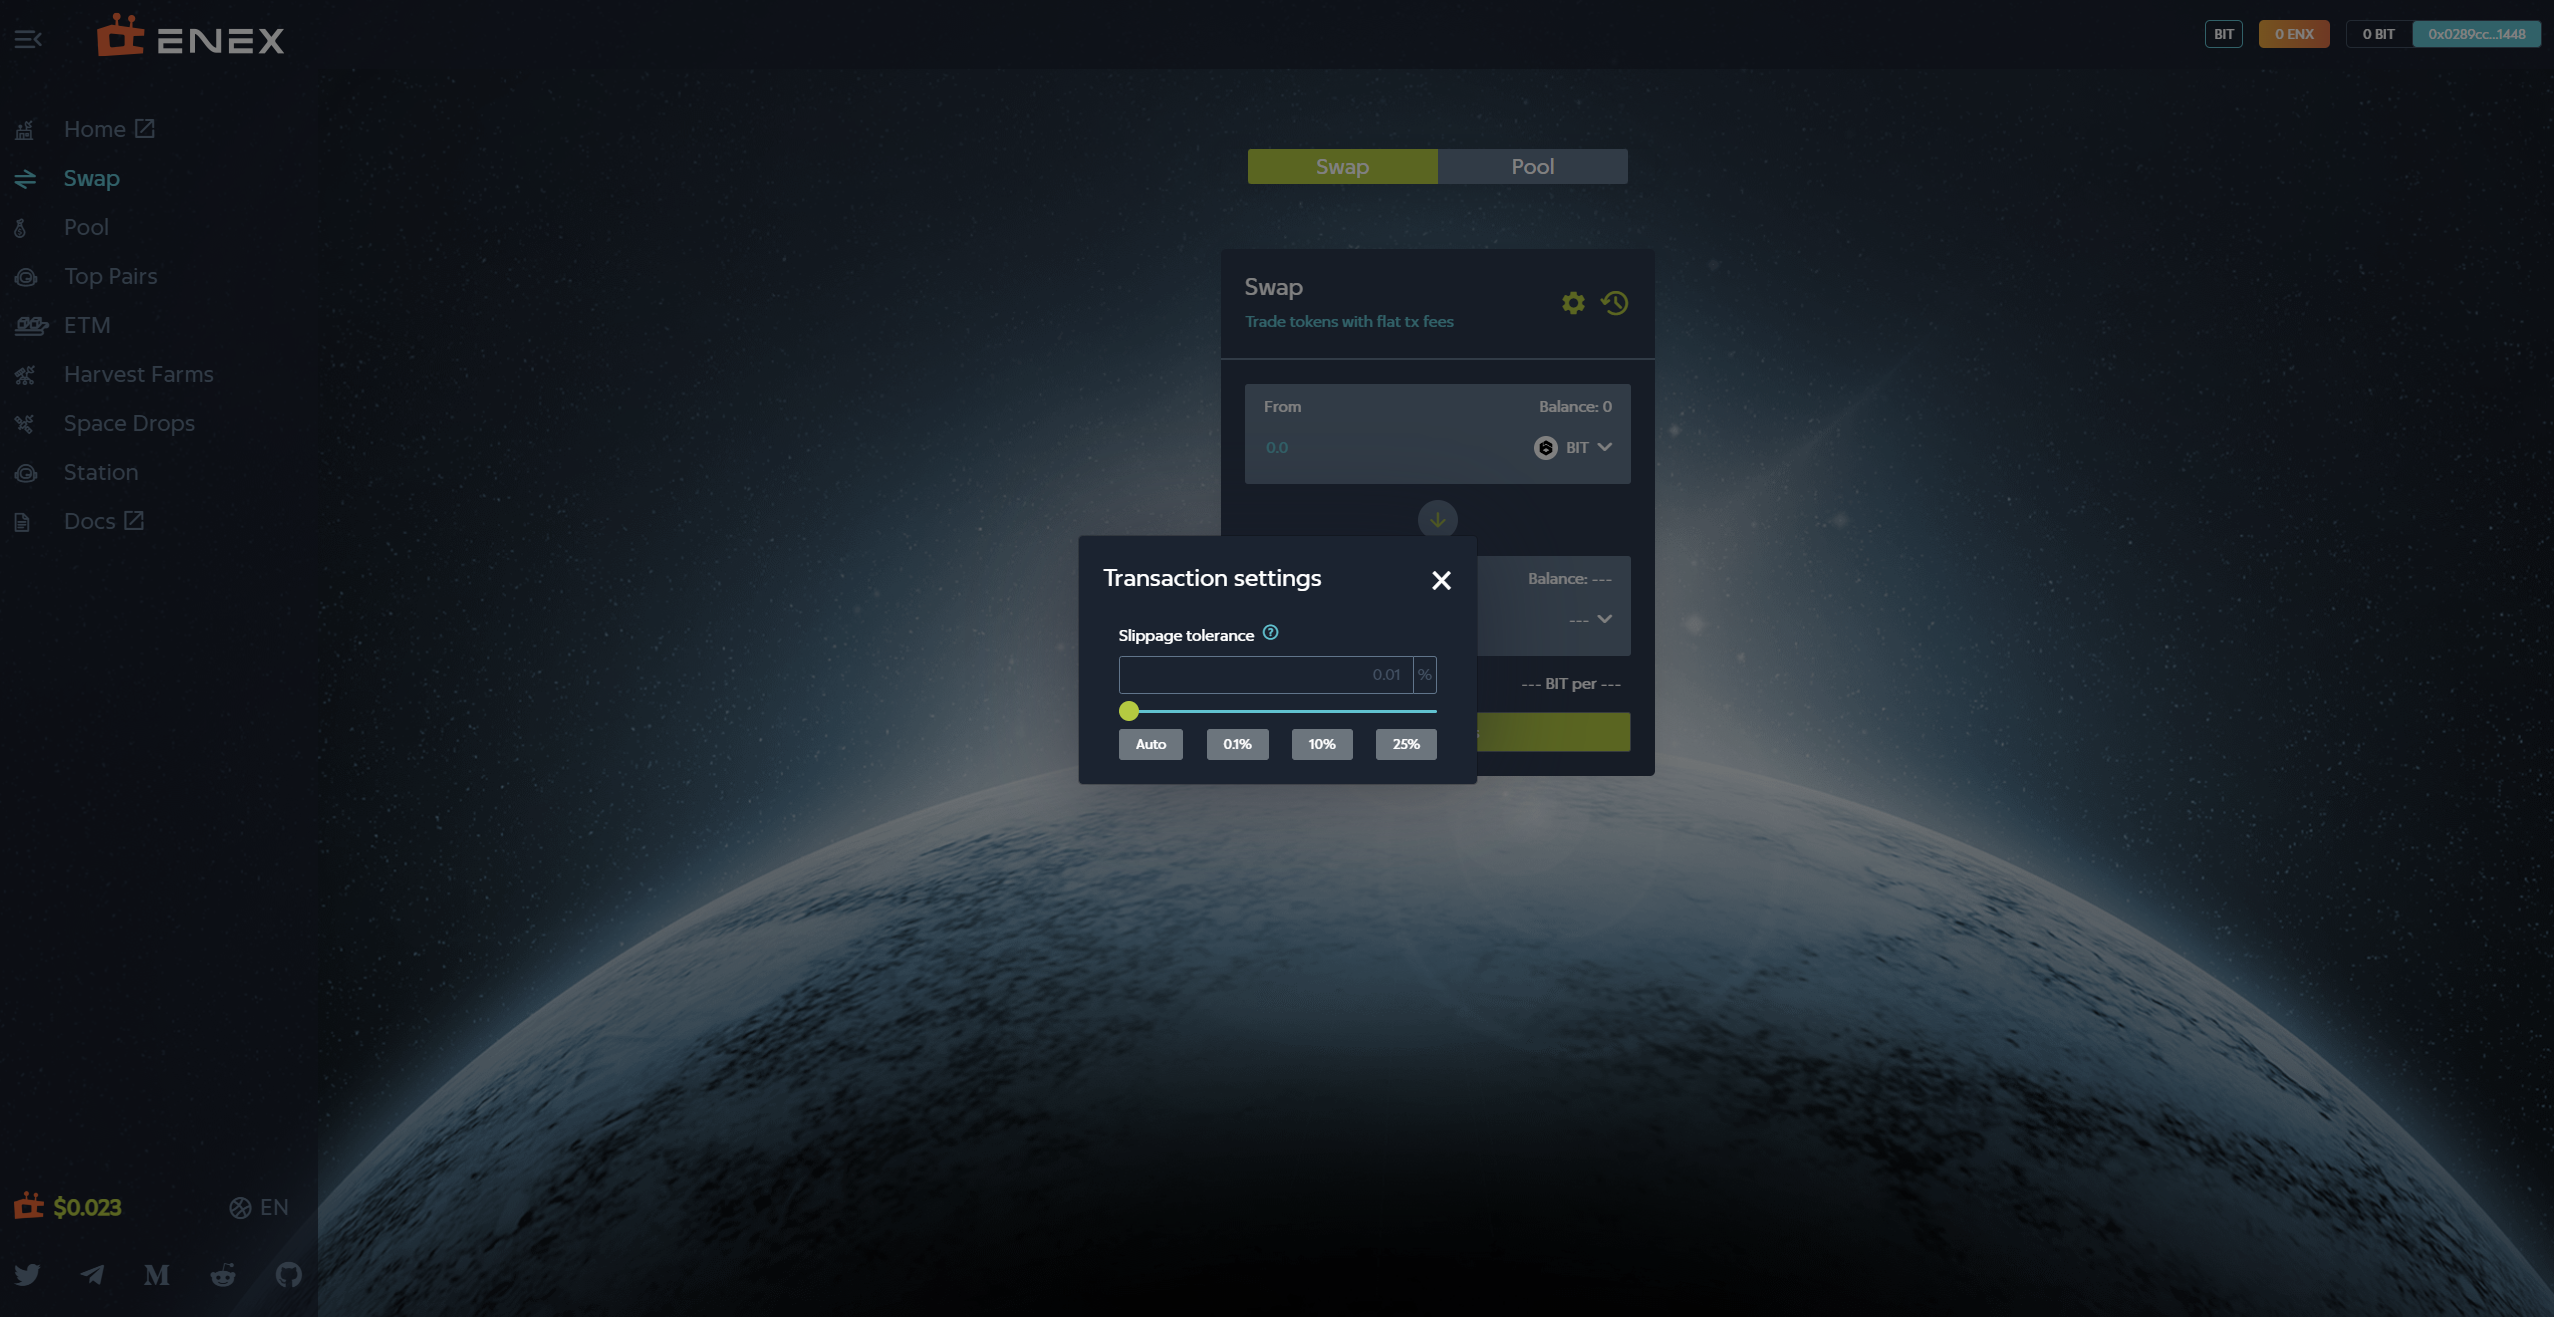 ENEX
BIT
0 ENX
0 BIT
0x0289cc...1448
Home
Swap
Pool
Top Pairs
ETM
Harvest Farms
Space Drops
Station
Docs
Swap
Pool
Swap
Trade tokens with flat tx fees
From
Balance: 0
0.0
BIT
Balance: ---
---
--- BIT per ---
Transaction settings
Slippage tolerance
0.01 %
Auto
0.1%
10%
25%
$0.023
EN